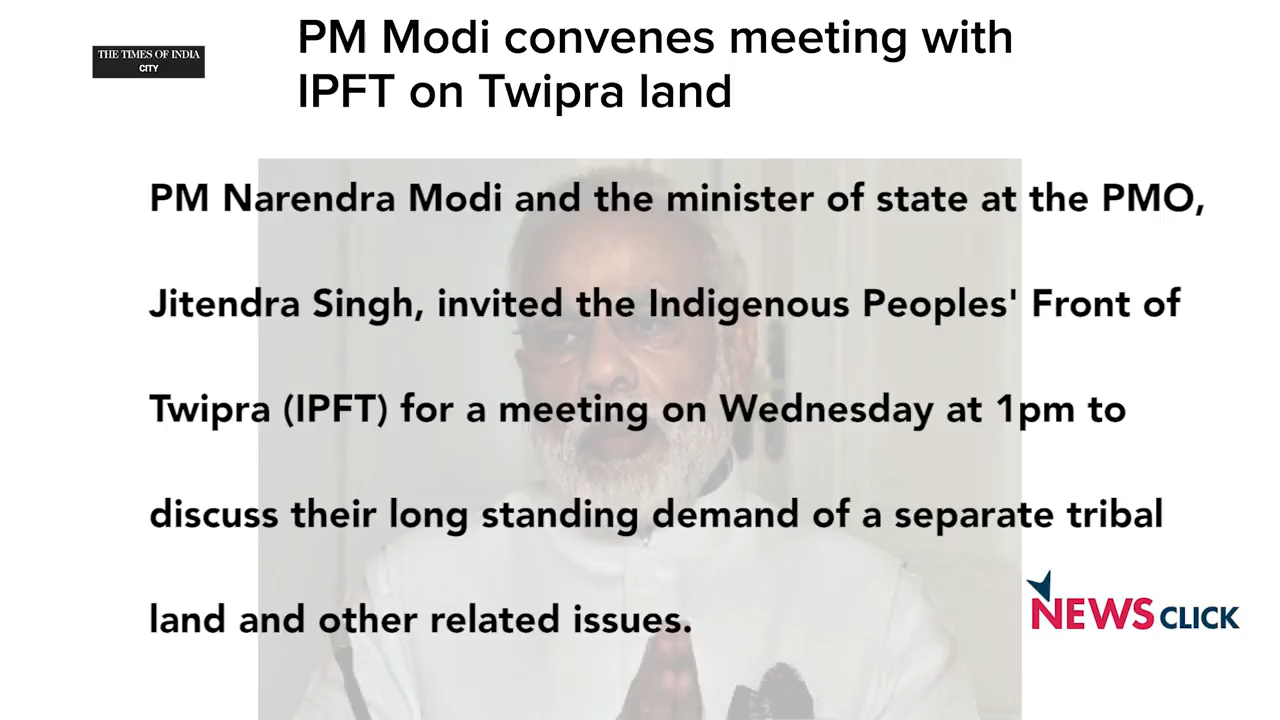 THE TIMES OF INDIA
CITY
PM Modi convenes meeting with
IPFT on Twipra land
PM Narendra Modi and the minister of state at the PMO,
Jitendra Singh, invited the Indigenous Peoples' Front of
Twipra (IPFT) for a meeting on Wednesday at 1pm to
discuss their long standing demand of a separate tribal
land and other related issues.
NEWSCLICK